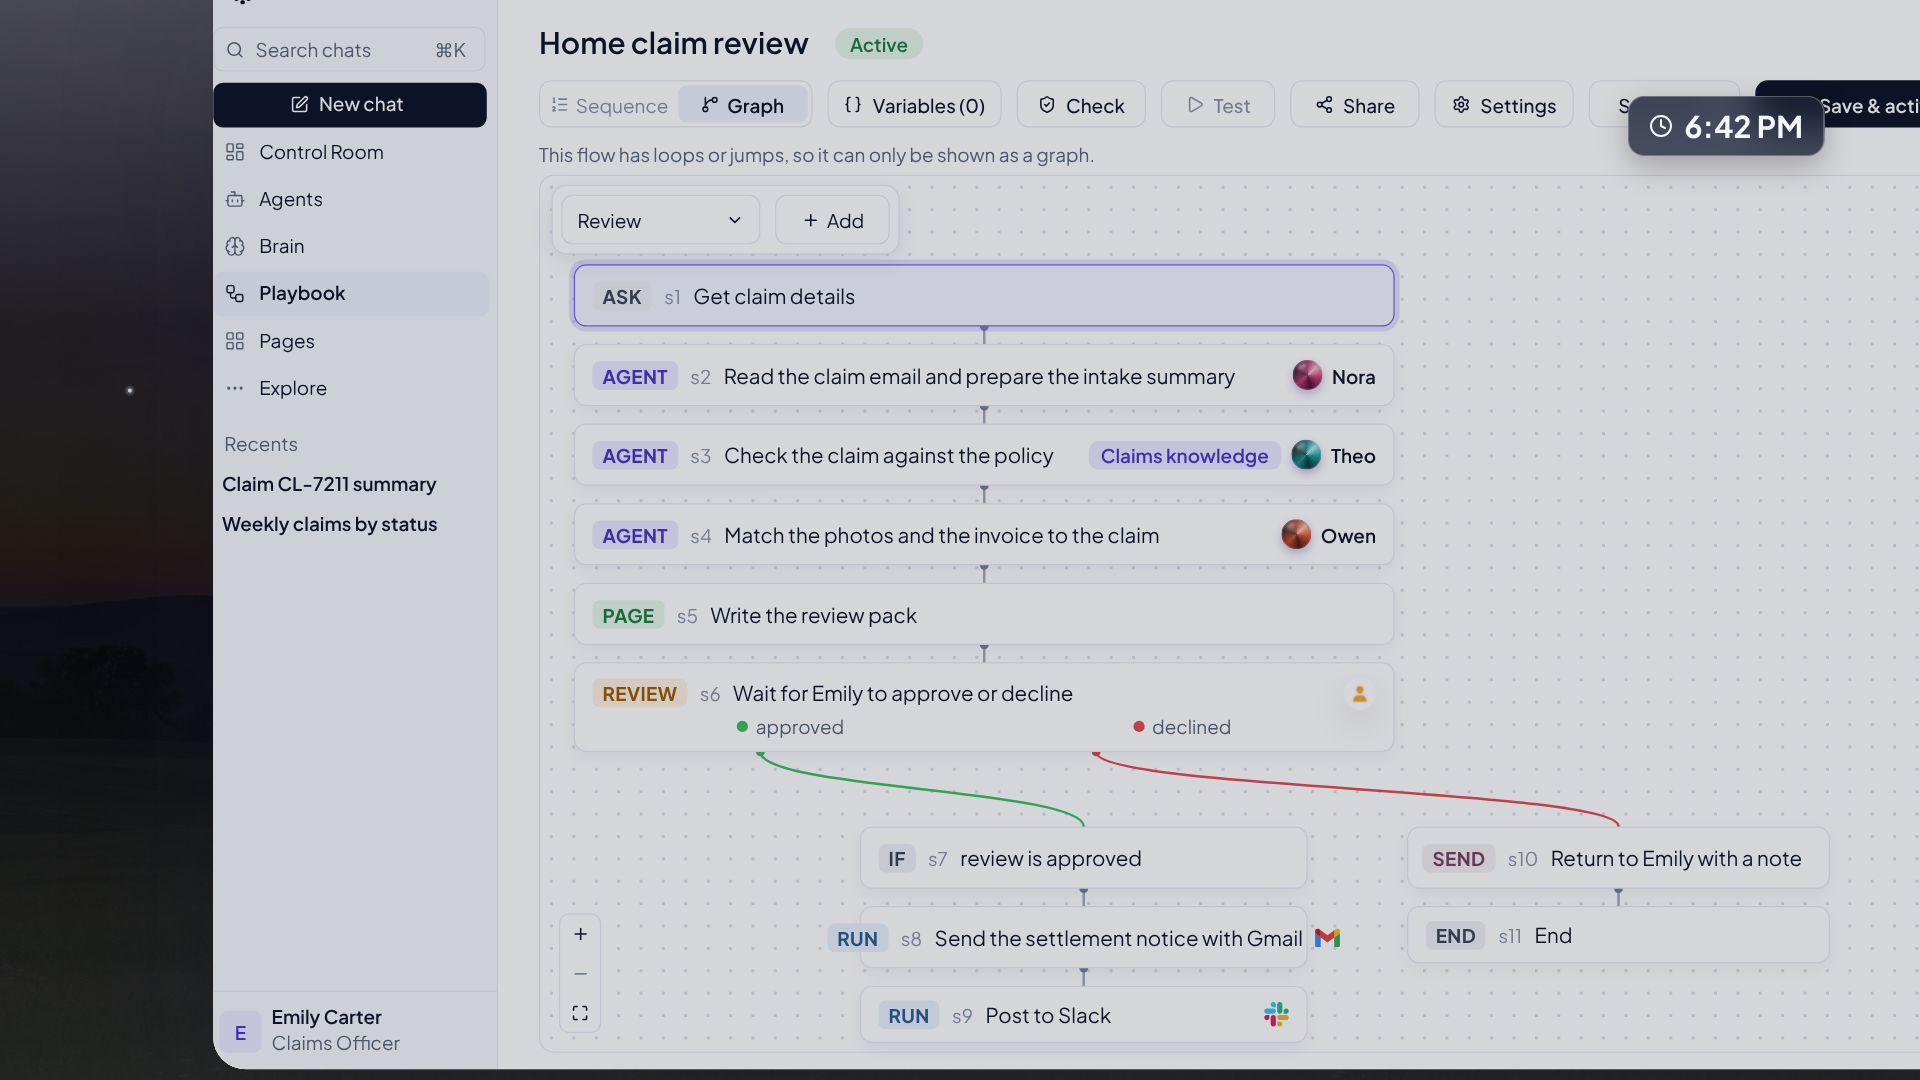 Search chats ⌘K
New chat
Control Room
Agents
Brain
Playbook
Pages
Explore
Recents
Claim CL-7211 summary
Weekly claims by status
E
Emily Carter
Claims Officer
Home claim review
Active
Sequence
Graph
Variables (0)
Check
Test
Share
Settings
Save & acti
6:42 PM
This flow has loops or jumps, so it can only be shown as a graph.
Review
+ Add
ASK s1 Get claim details
AGENT s2 Read the claim email and prepare the intake summary Nora
AGENT s3 Check the claim against the policy Claims knowledge Theo
AGENT s4 Match the photos and the invoice to the claim Owen
PAGE s5 Write the review pack
REVIEW s6 Wait for Emily to approve or decline
approved
declined
IF s7 review is approved
SEND s10 Return to Emily with a note
RUN s8 Send the settlement notice with Gmail
END s11 End
RUN s9 Post to Slack